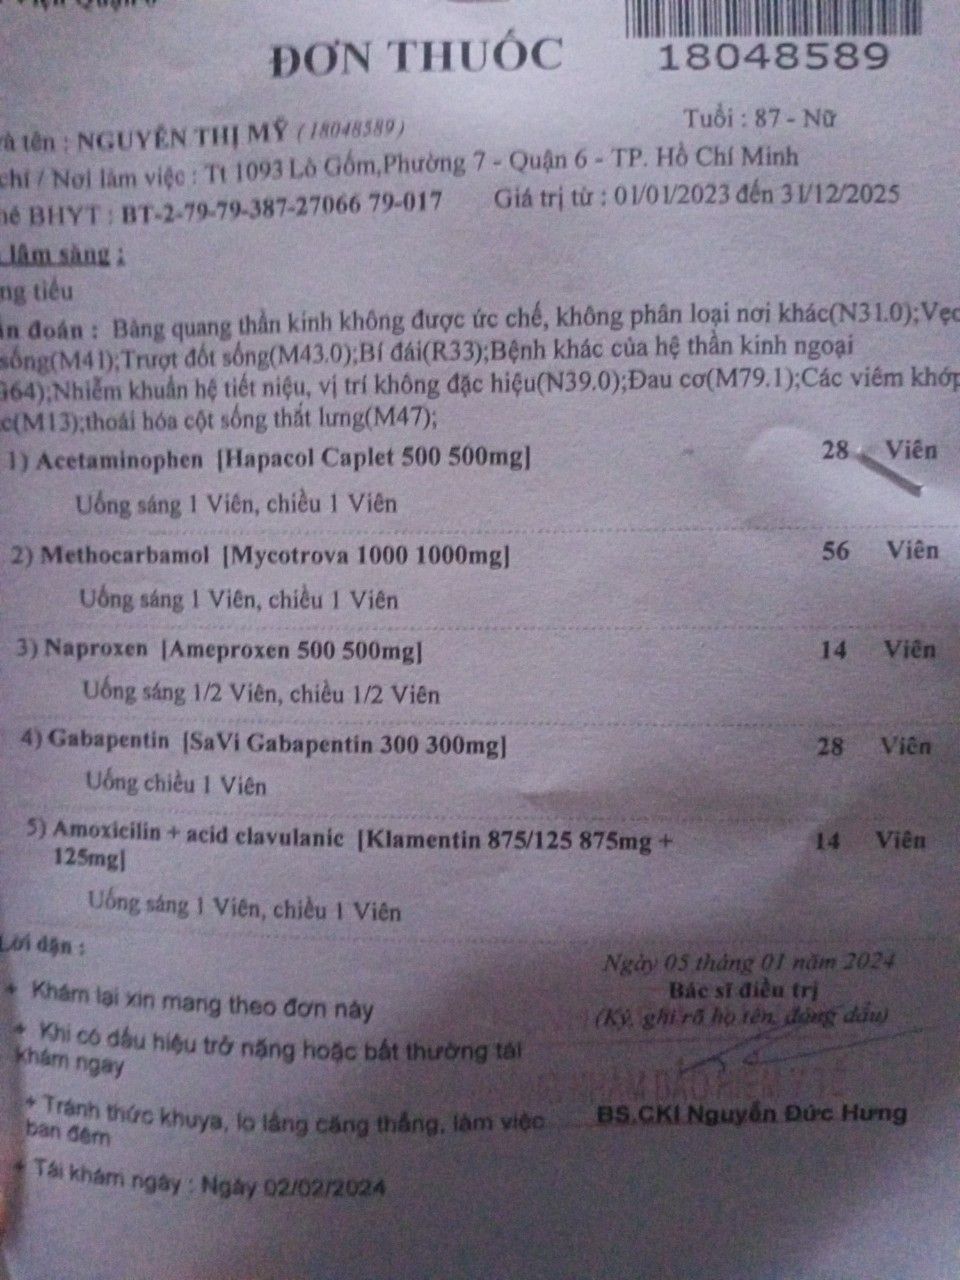 ĐƠN THUỐC
18048589
và tên : NGUYỄN THỊ MỸ (18048589)
Tuổi : 87 - Nữ
chỉ / Nơi làm việc : Tt 1093 Lò Gốm,Phường 7 - Quận 6 - TP. Hồ Chí Minh
hẻ BHYT : BT-2-79-79-387-27066 79-017
Giá trị từ : 01/01/2023 đến 31/12/2025
lâm sàng :
ng tiểu
ẩn đoán : Bàng quang thần kinh không được ức chế, không phân loại nơi khác(N31.0);Vẹo
sống(M41);Trượt đốt sống(M43.0);Bí đái(R33);Bệnh khác của hệ thần kinh ngoại
G64);Nhiễm khuẩn hệ tiết niệu, vị trí không đặc hiệu(N39.0);Đau cơ(M79.1);Các viêm khớp
c(M13);thoái hóa cột sống thắt lưng(M47);
1) Acetaminophen [Hapacol Caplet 500 500mg] 28 Viên
Uống sáng 1 Viên, chiều 1 Viên
2) Methocarbamol [Mycotrova 1000 1000mg] 56 Viên
Uống sáng 1 Viên, chiều 1 Viên
3) Naproxen [Ameproxen 500 500mg] 14 Viên
Uống sáng 1/2 Viên, chiều 1/2 Viên
4) Gabapentin [SaVi Gabapentin 300 300mg] 28 Viên
Uống chiều 1 Viên
5) Amoxicilin + acid clavulanic [Klamentin 875/125 875mg + 14 Viên
125mg]
Uống sáng 1 Viên, chiều 1 Viên
Lời dặn :
+ Khám lại xin mang theo đơn này
+ Khi có dấu hiệu trở nặng hoặc bất thường tái
khám ngay
+ Tránh thức khuya, lo lắng căng thẳng, làm việc
ban đêm
+ Tái khám ngày : Ngày 02/02/2024
Ngày 05 tháng 01 năm 2024
Bác sĩ điều trị
(Ký, ghi rõ họ tên, đóng dấu)
BS.CKI Nguyễn Đức Hưng